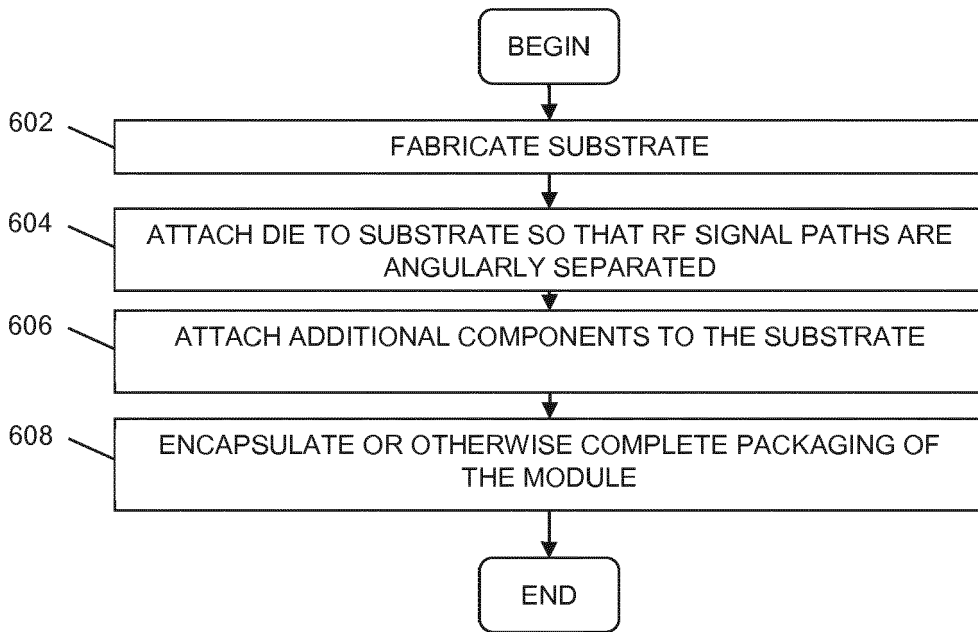 BEGIN
602
FABRICATE SUBSTRATE
604
ATTACH DIE TO SUBSTRATE SO THAT RF SIGNAL PATHS ARE
ANGULARLY SEPARATED
606
ATTACH ADDITIONAL COMPONENTS TO THE SUBSTRATE
608
ENCAPSULATE OR OTHERWISE COMPLETE PACKAGING OF
THE MODULE
END